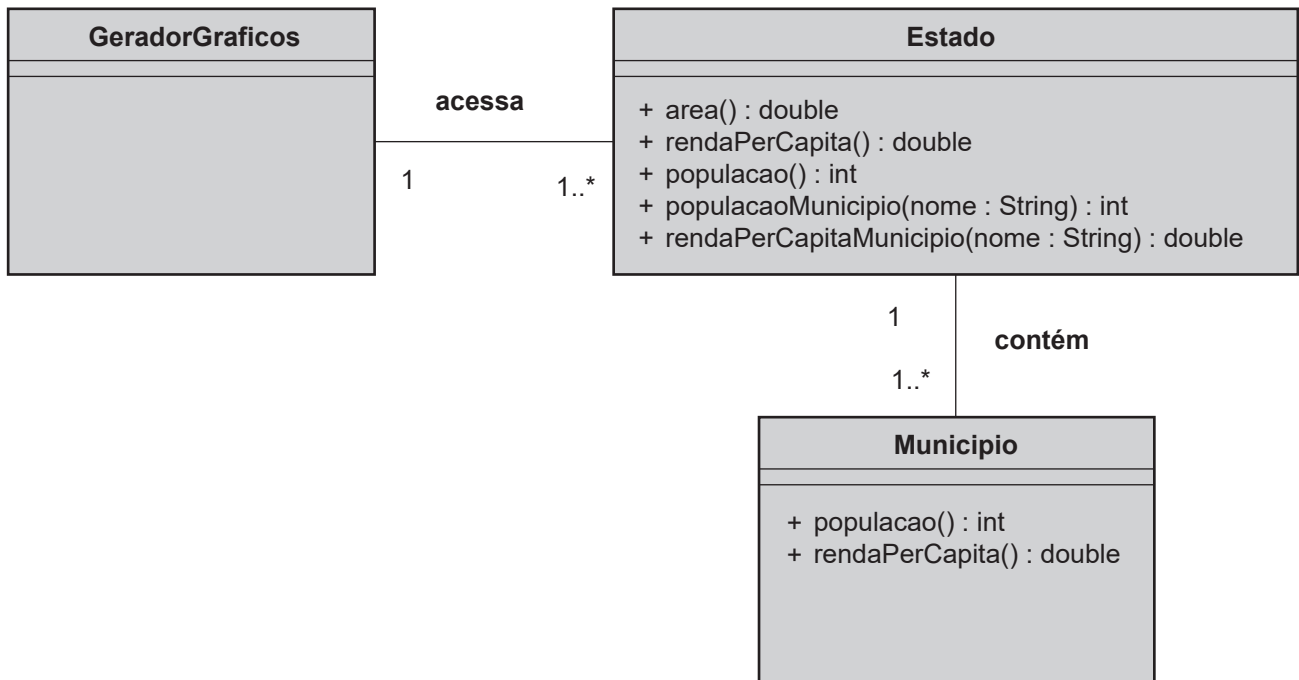 GeradorGraficos
acessa
1
1..*
Estado
+ area() : double
+ rendaPerCapita() : double
+ populacao() : int
+ populacaoMunicipio(nome : String) : int
+ rendaPerCapitaMunicipio(nome : String) : double
1
contém
1..*
Municipio
+ populacao() : int
+ rendaPerCapita() : double